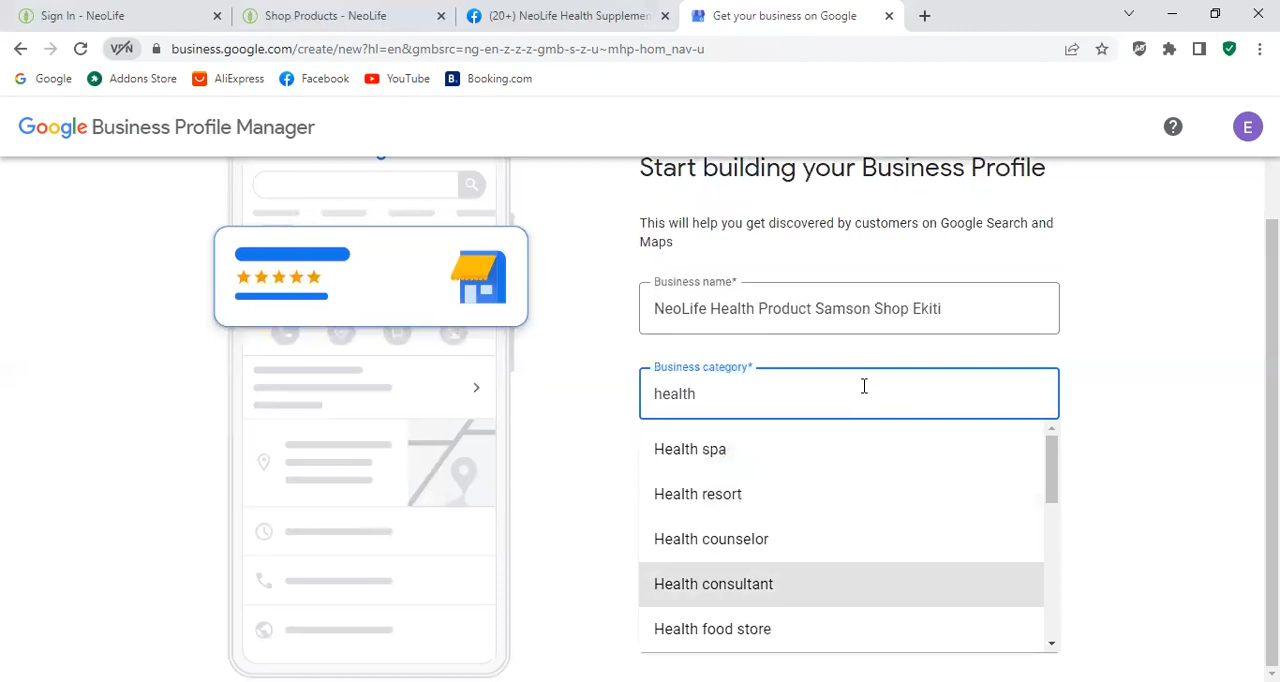 Sign In - NeoLife
Shop Products - NeoLife
(20+) NeoLife Health Supplemen
Get your business on Google
VPN
business.google.com/create/new?hl=en&gmbsrc=ng-en-z-z-z-gmb-s-z-u~mhp-hom_nav-u
Google
Addons Store
AliExpress
Facebook
YouTube
B.
Booking.com
Google Business Profile Manager
E
Start building your Business Profile
This will help you get discovered by customers on Google Search and
Maps
Business name*
NeoLife Health Product Samson Shop Ekiti
Business category*
health
Health spa
Health resort
Health counselor
Health consultant
Health food store